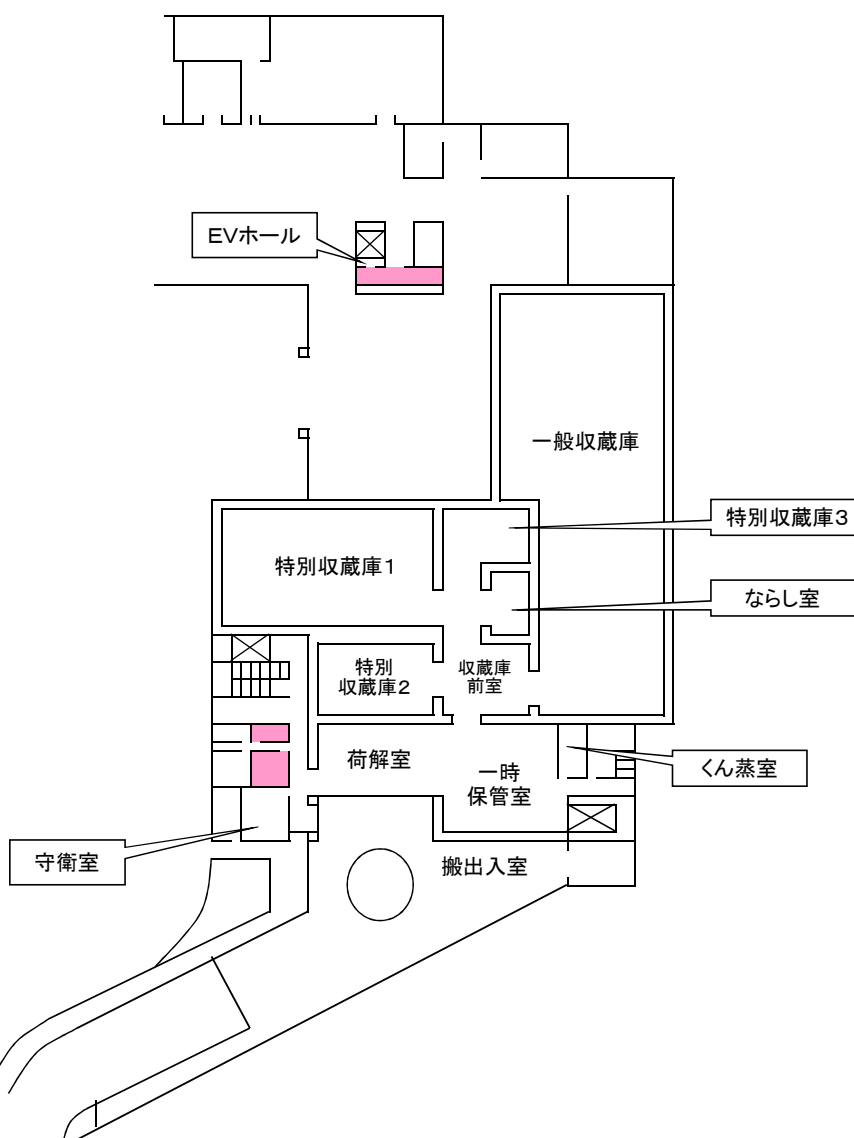 EVホール
一般収蔵庫
特別収蔵庫3
特別収蔵庫1
ならし室
特別
収蔵庫2
収蔵庫
前室
荷解室
一時
保管室
くん蒸室
守衛室
搬出入室